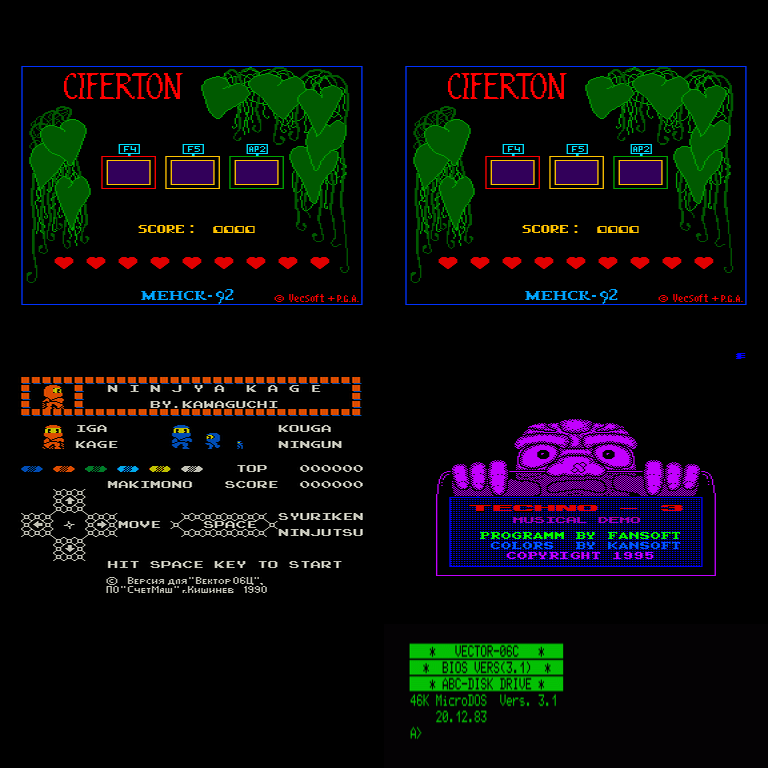 CIFERTON
F4 F5 AP2
SCORE: 0000
МЕНСК-92
© VecSoft + P.G.A.
CIFERTON
F4 F5 AP2
SCORE: 0000
МЕНСК-92
© VecSoft + P.G.A.
NINJYA KAGE
BY.KAWAGUCHI
IGA KAGE
KOUGA NINGUN
TOP 000000
MAKIMONO SCORE 000000
MOVE SPACE SYURIKEN NINJUTSU
HIT SPACE KEY TO START
© Версия для "Вектор 06Ц".
ПО "СчетМаш", г.Кишинев 1990
TECHNO - 3
MUSICAL DEMO
PROGRAMM BY FANSOFT
COLORS BY KANSOFT
COPYRIGHT 1995
* VECTOR-06C *
* BIOS VERS(3.1) *
* ABC-DISK DRIVE *
46K MicroDOS Vers. 3.1
20.12.83
A>